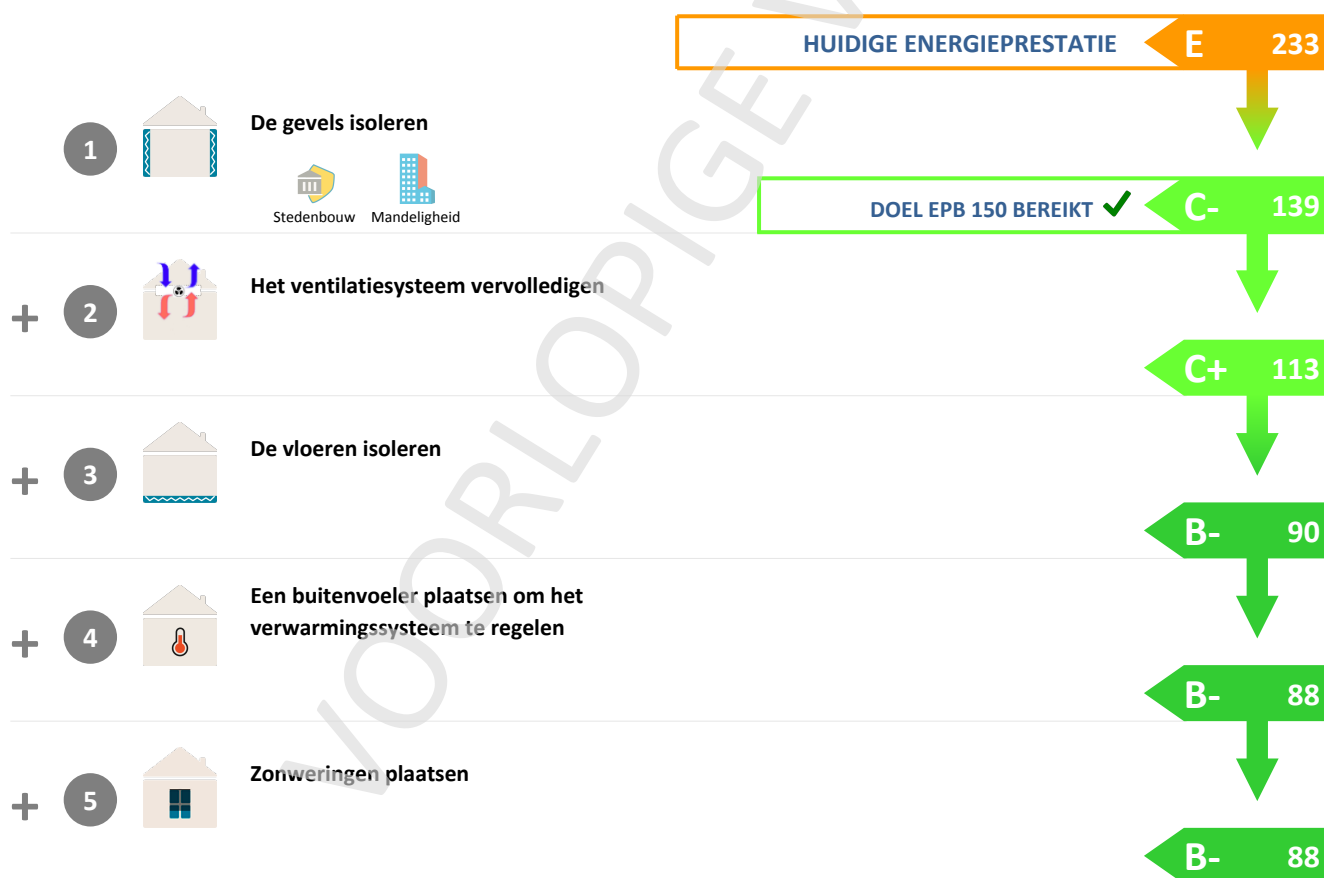 HUIDIGE ENERGIEPRESTATIE E 233
1 De gevels isoleren
Stedenbouw Mandeligheid
DOEL EPB 150 BEREIKT ✔ C- 139
+ 2 Het ventilatiesysteem vervolledigen
C+ 113
+ 3 De vloeren isoleren
B- 90
+ 4 Een buitenvoeler plaatsen om het
verwarmingssysteem te regelen
B- 88
+ 5 Zonweringen plaatsen
B- 88
VOORLOPIGE V